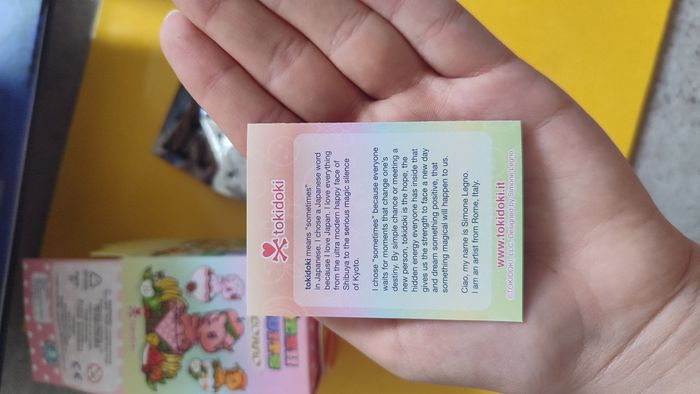 tokidoki
tokidoki means "sometimes"
in Japanese. I chose a Japanese word
because I love Japan. I love everything
from the ultra modern happy face of
Shibuya to the serious magic silence
of Kyoto.
I chose "sometimes" because everyone
waits for moments that change one's
destiny. By simple chance or meeting a
new person, tokidoki is the hope, the
hidden energy everyone has inside that
gives us the strength to face a new day
and dream something positive, that
something magical will happen to us.
Ciao, my name is Simone Legno.
I am an artist from Rome, Italy.
www.tokidoki.it
©TOKIDOKI, LLC Designed by Simone Legno